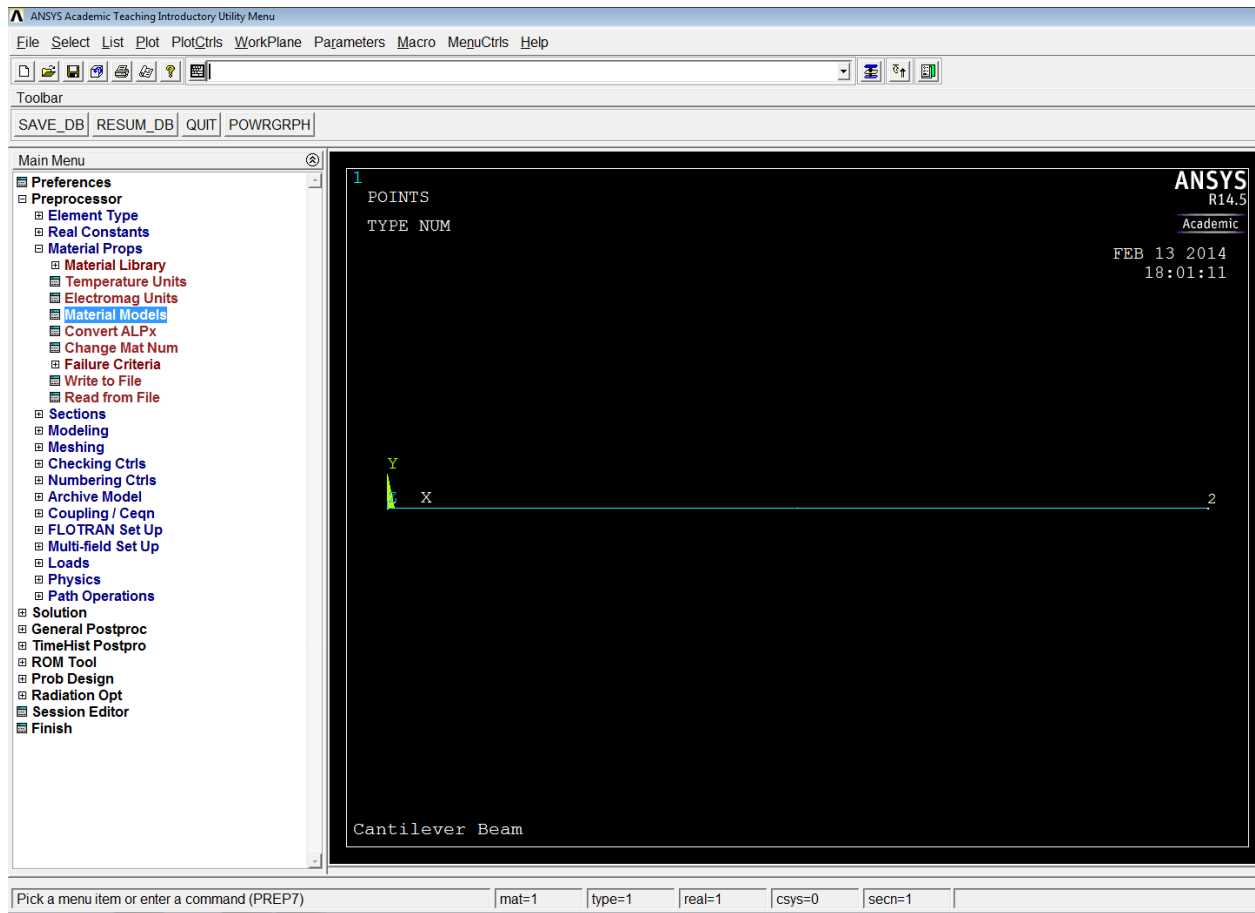 ANSYS Academic Teaching Introductory Utility Menu
File Select List Plot PlotCtrls WorkPlane Parameters Macro MenuCtrls Help
Toolbar
SAVE_DB RESUM_DB QUIT POWRGRPH
Main Menu
Preferences
Preprocessor
Element Type
Real Constants
Material Props
Material Library
Temperature Units
Electromag Units
Material Models
Convert ALPx
Change Mat Num
Failure Criteria
Write to File
Read from File
Sections
Modeling
Meshing
Checking Ctrls
Numbering Ctrls
Archive Model
Coupling / Ceqn
FLOTRAN Set Up
Multi-field Set Up
Loads
Physics
Path Operations
Solution
General Postproc
TimeHist Postpro
ROM Tool
Prob Design
Radiation Opt
Session Editor
Finish
1
POINTS
TYPE NUM
ANSYS
R14.5
Academic
FEB 13 2014
18:01:11
Y
Z X
2
Cantilever Beam
Pick a menu item or enter a command (PREP7) mat=1 type=1 real=1 csys=0 secn=1